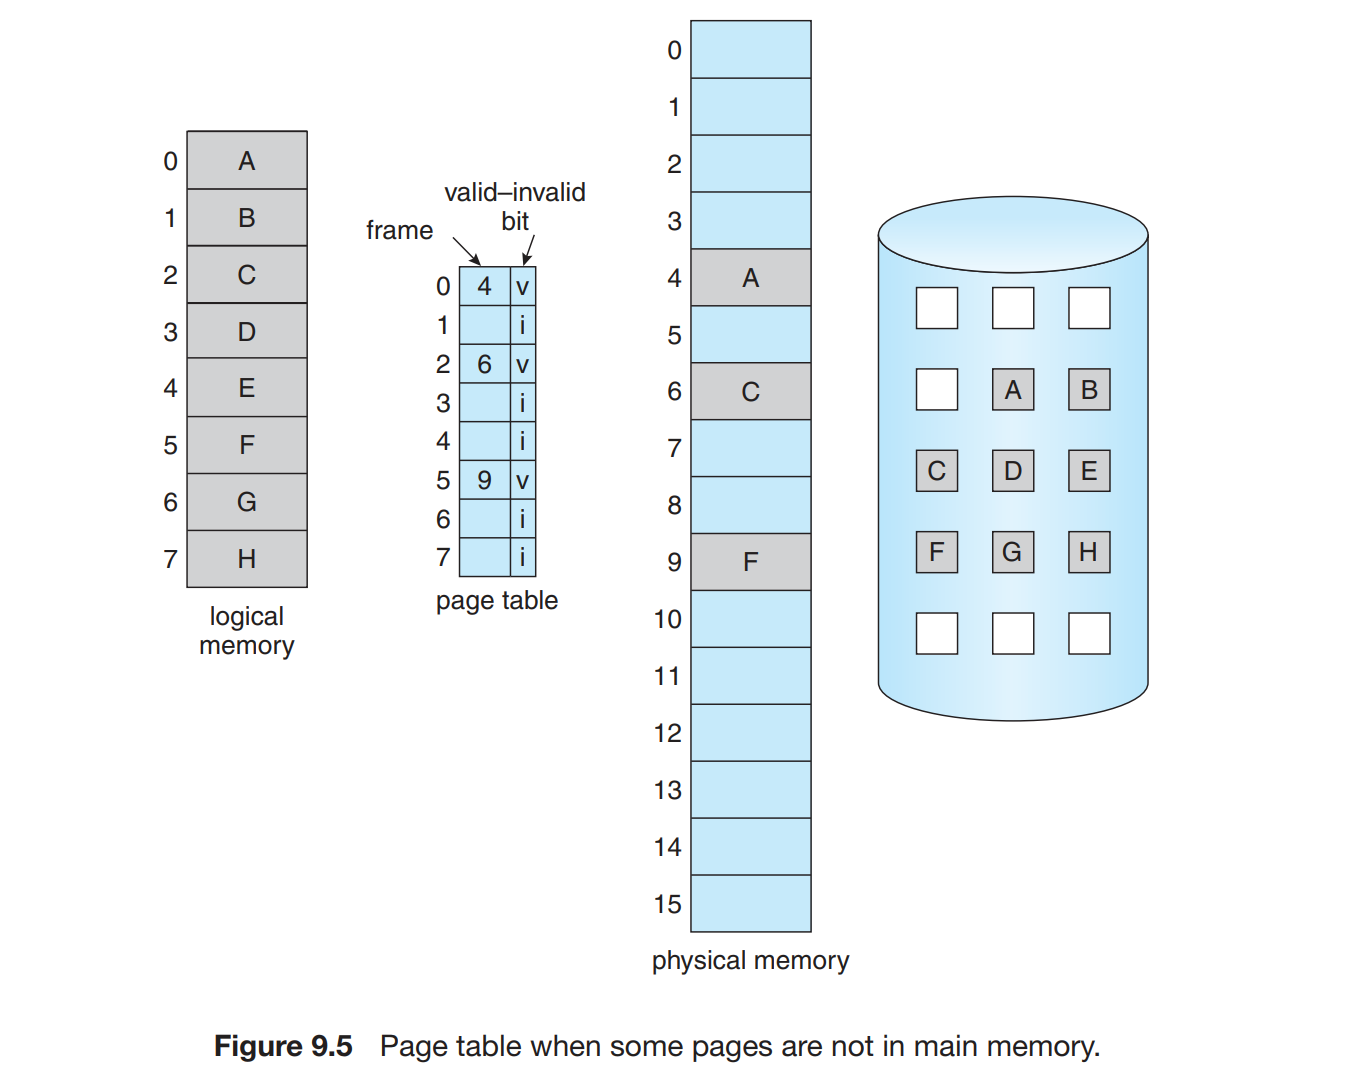 0 A
1 B
2 C
3 D
4 E
5 F
6 G
7 H
logical
memory
valid–invalid
bit
frame
0 4 v
1 i
2 6 v
3 i
4 i
5 9 v
6 i
7 i
page table
0
1
2
3
4 A
5
6 C
7
8
9 F
10
11
12
13
14
15
physical memory
A B
C D E
F G H
Figure 9.5 Page table when some pages are not in main memory.